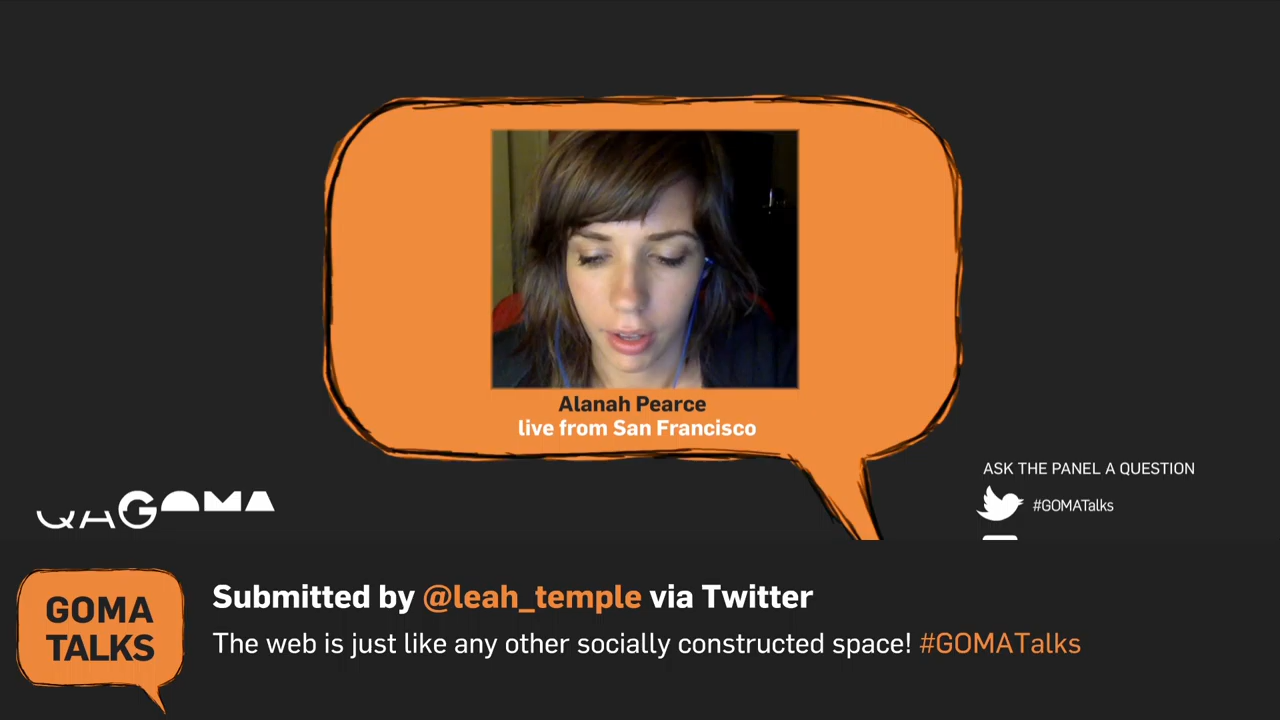 Alanah Pearce
live from San Francisco
ASK THE PANEL A QUESTION
#GOMATalks
QAGOMA
GOMA
TALKS
Submitted by @leah_temple via Twitter
The web is just like any other socially constructed space! #GOMATalks